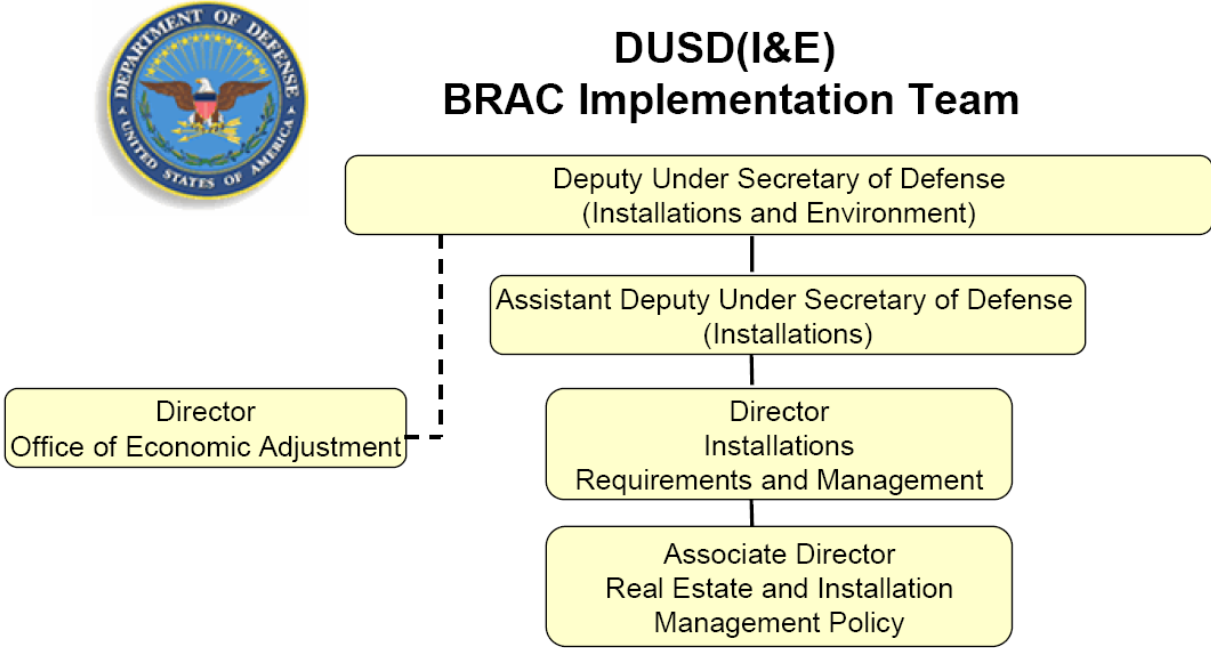 DEPARTMENT OF DEFENSE
UNITED STATES OF AMERICA
DUSD(I&E)
BRAC Implementation Team
Deputy Under Secretary of Defense
(Installations and Environment)
Assistant Deputy Under Secretary of Defense
(Installations)
Director
Office of Economic Adjustment
Director
Installations
Requirements and Management
Associate Director
Real Estate and Installation
Management Policy